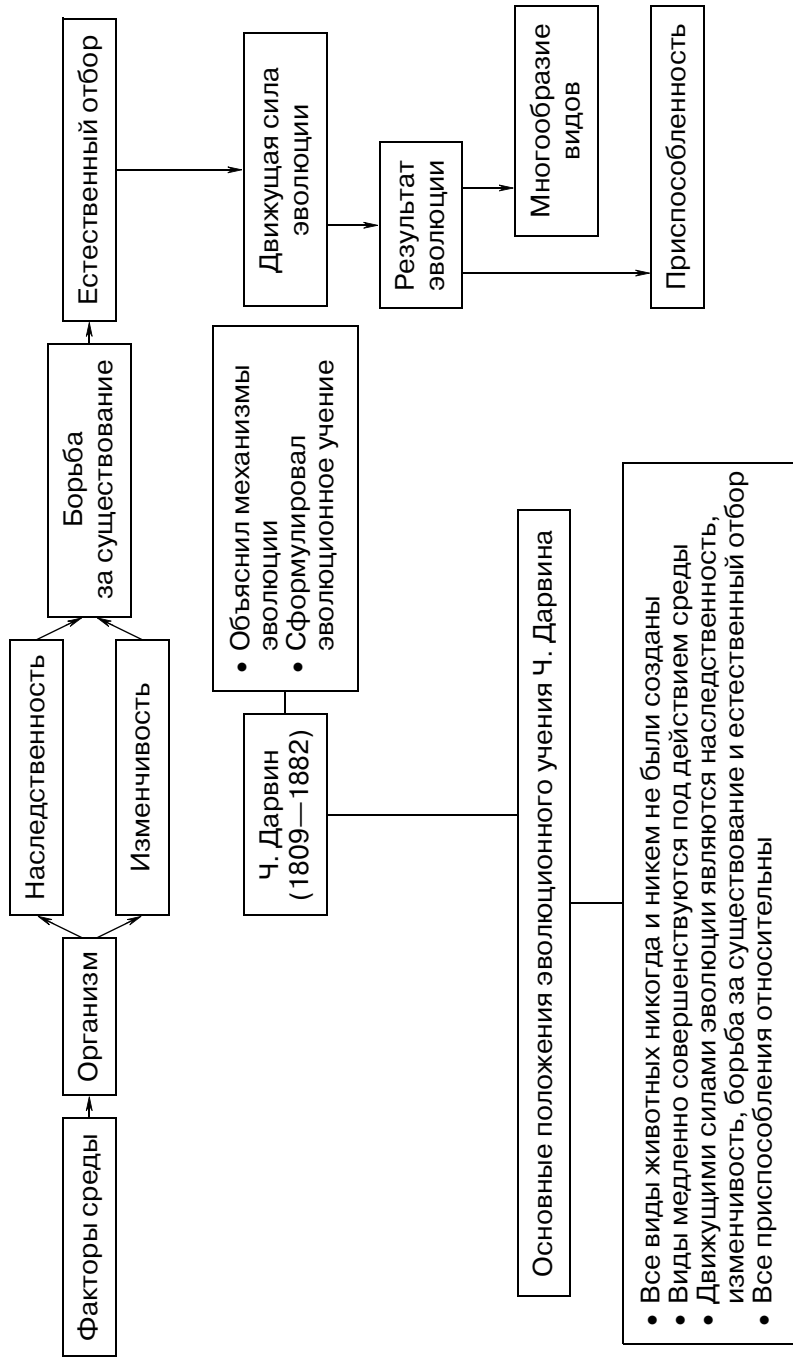 Факторы среды
Организм
Наследственность
Изменчивость
Борьба
за существование
Естественный отбор
Ч. Дарвин
(1809—1882)
• Объяснил механизмы
эволюции
• Сформулировал
эволюционное учение
Движущая сила
эволюции
Результат
эволюции
Многообразие
видов
Приспособленность
Основные положения эволюционного учения Ч. Дарвина
• Все виды животных никогда и никем не были созданы
• Виды медленно совершенствуются под действием среды
• Движущими силами эволюции являются наследственность,
изменчивость, борьба за существование и естественный отбор
• Все приспособления относительны